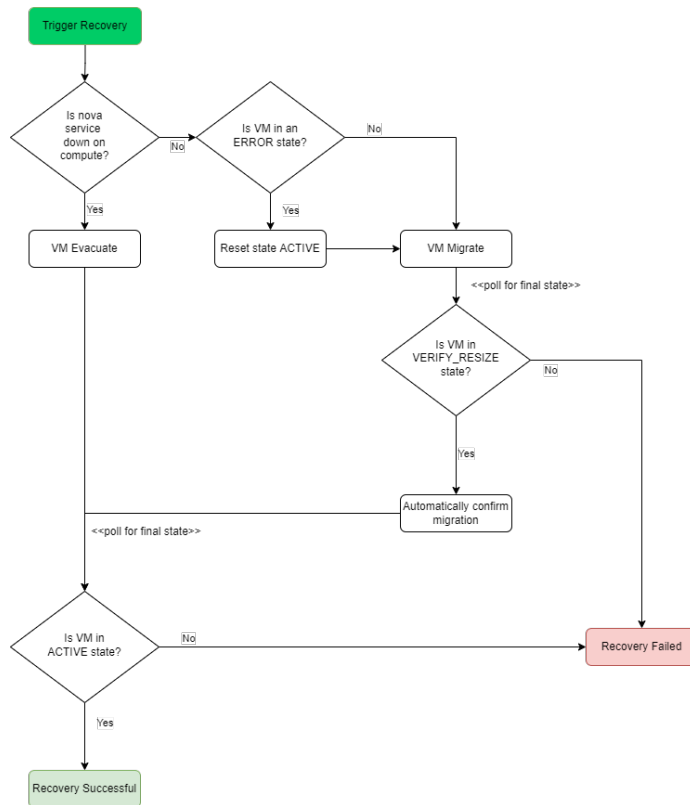 Trigger Recovery
Is nova
service
down on
compute?
No
Is VM in an
ERROR state?
No
Yes
Yes
VM Evacuate
Reset state ACTIVE
VM Migrate
<<poll for final state>>
Is VM in
VERIFY_RESIZE
state?
No
Yes
Automatically confirm
migration
<<poll for final state>>
Is VM in
ACTIVE state?
No
Recovery Failed
Yes
Recovery Successful